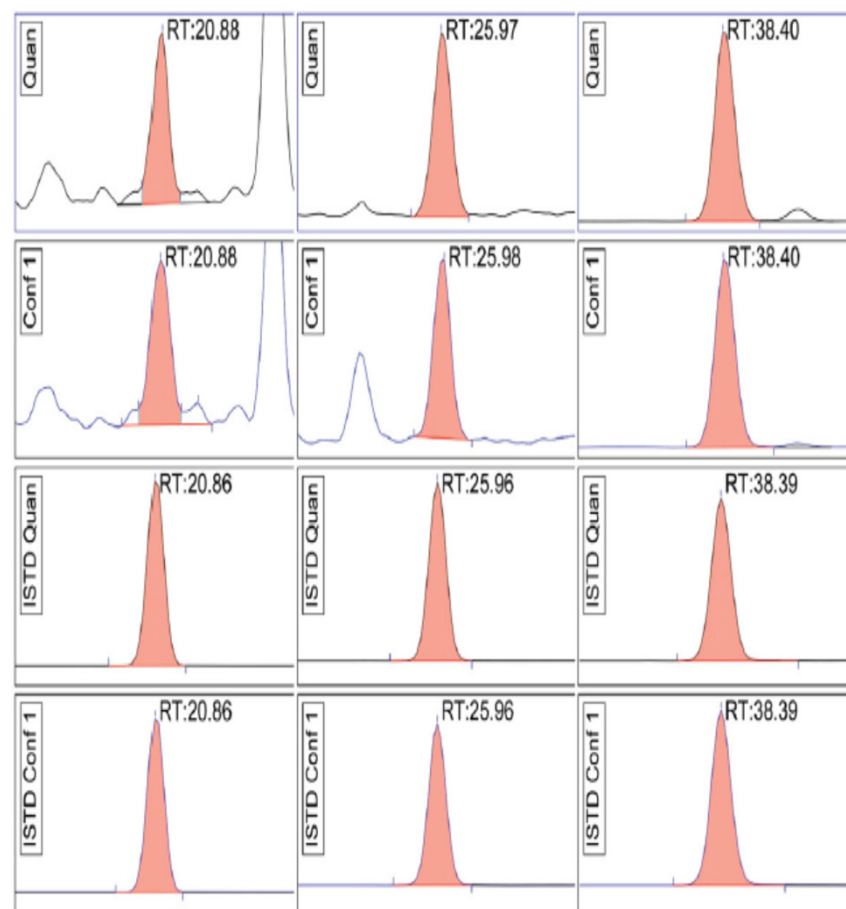 Quan
RT:20.88
RT:25.97
Quan
RT:38.40
Quan
Conf 1
RT:20.88
Conf 1
RT:25.98
Conf 1
RT:38.40
ISTD Quan
RT:20.86
ISTD Quan
RT:25.96
ISTD Quan
RT:38.39
ISTD Conf 1
RT:20.86
ISTD Conf 1
RT:25.96
ISTD Conf 1
RT:38.39